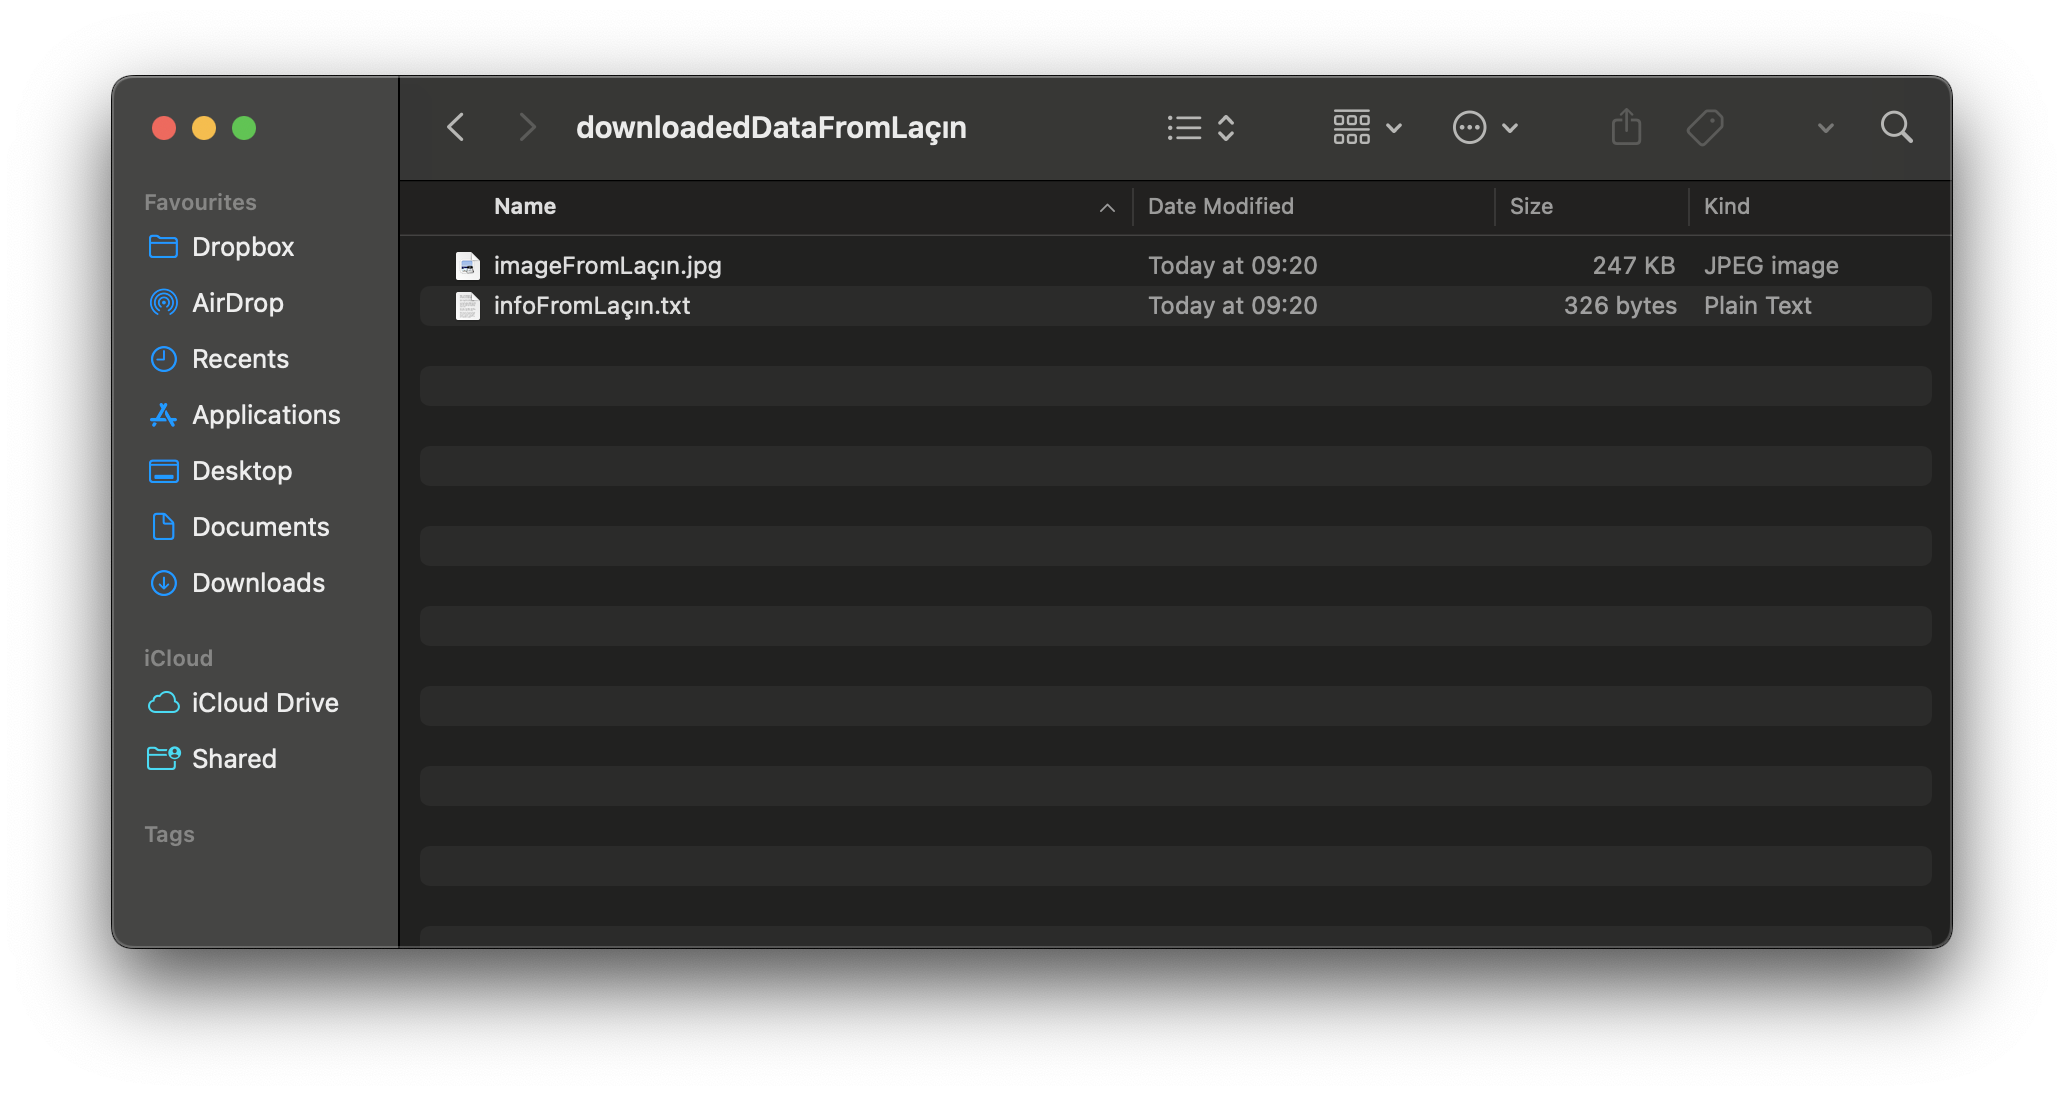 downloadedDataFromLaçın
Favourites
Dropbox
AirDrop
Recents
Applications
Desktop
Documents
Downloads
iCloud
iCloud Drive
Shared
Tags
Name Date Modified Size Kind
imageFromLaçın.jpg Today at 09:20 247 KB JPEG image
infoFromLaçın.txt Today at 09:20 326 bytes Plain Text